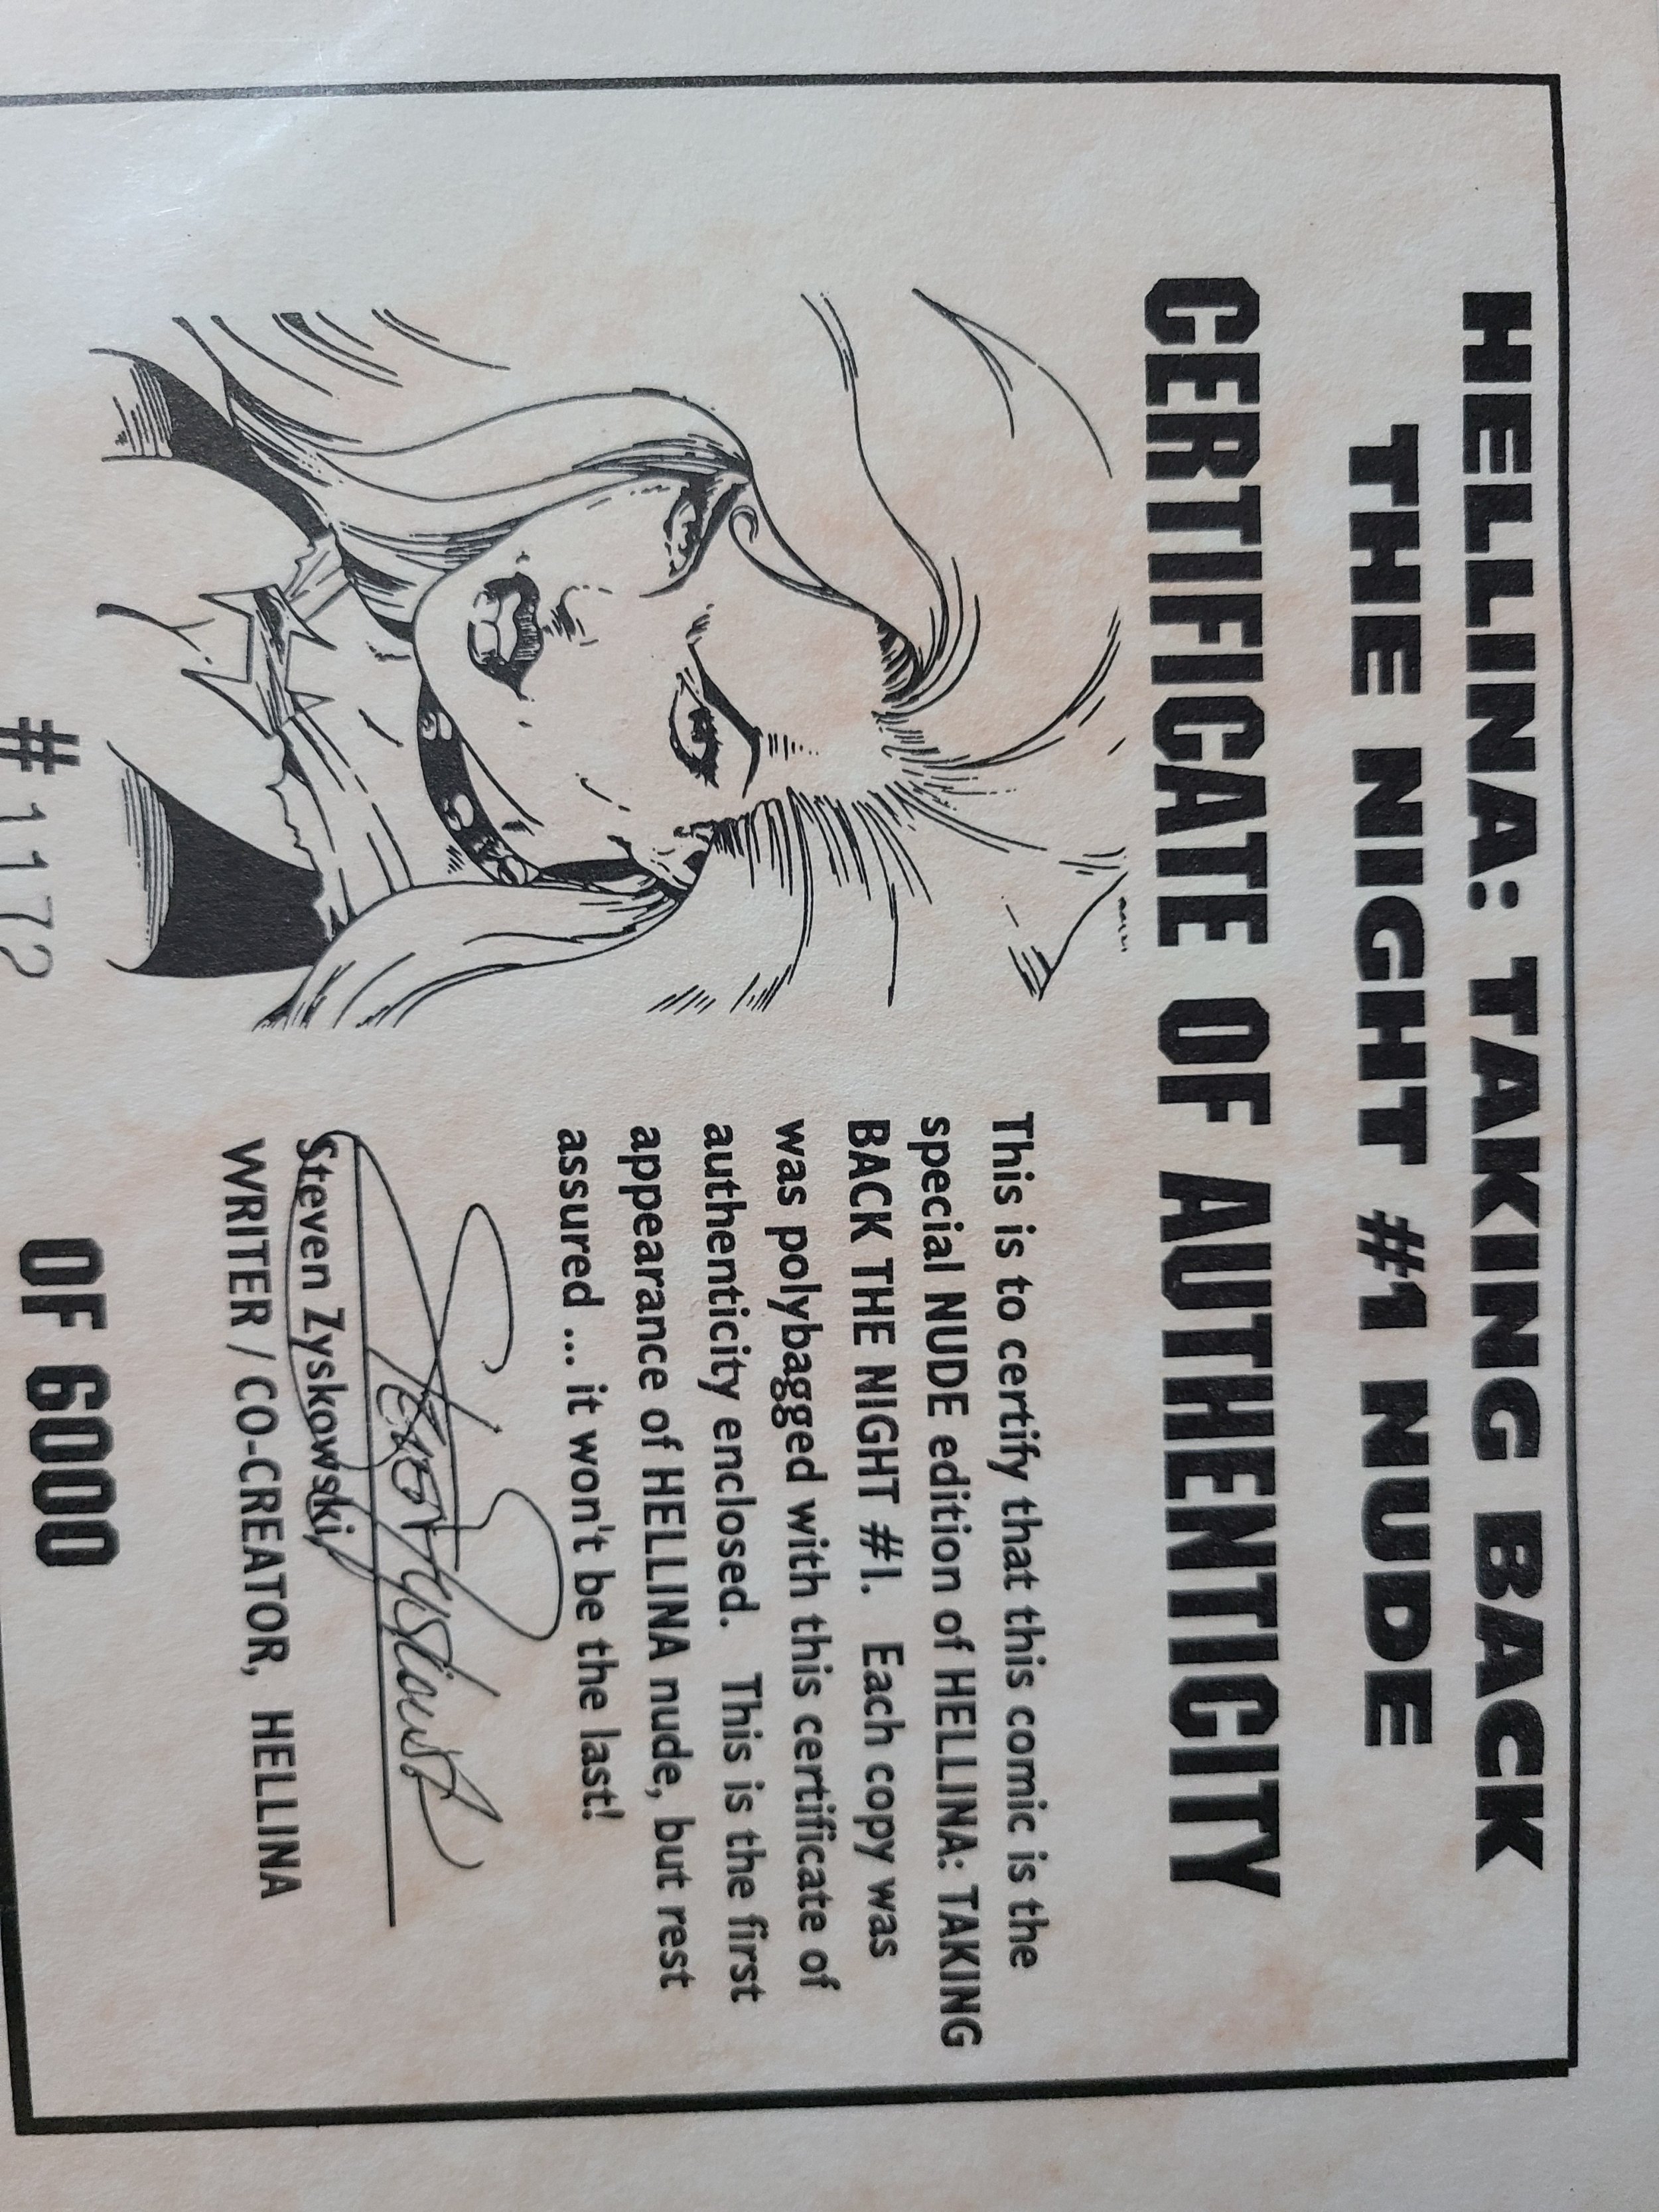 HELLINA: TAKING BACK
THE NIGHT #1 NUDE
CERTIFICATE OF AUTHENTICITY
This is to certify that this comic is the
special NUDE edition of HELLINA: TAKING
BACK THE NIGHT #1. Each copy was
was polybagged with this certificate of
authenticity enclosed. This is the first
appearance of HELLINA nude, but rest
assured ... it won't be the last!
Steven Zyskowski
WRITER / CO-CREATOR, HELLINA
# 1172
OF 6000